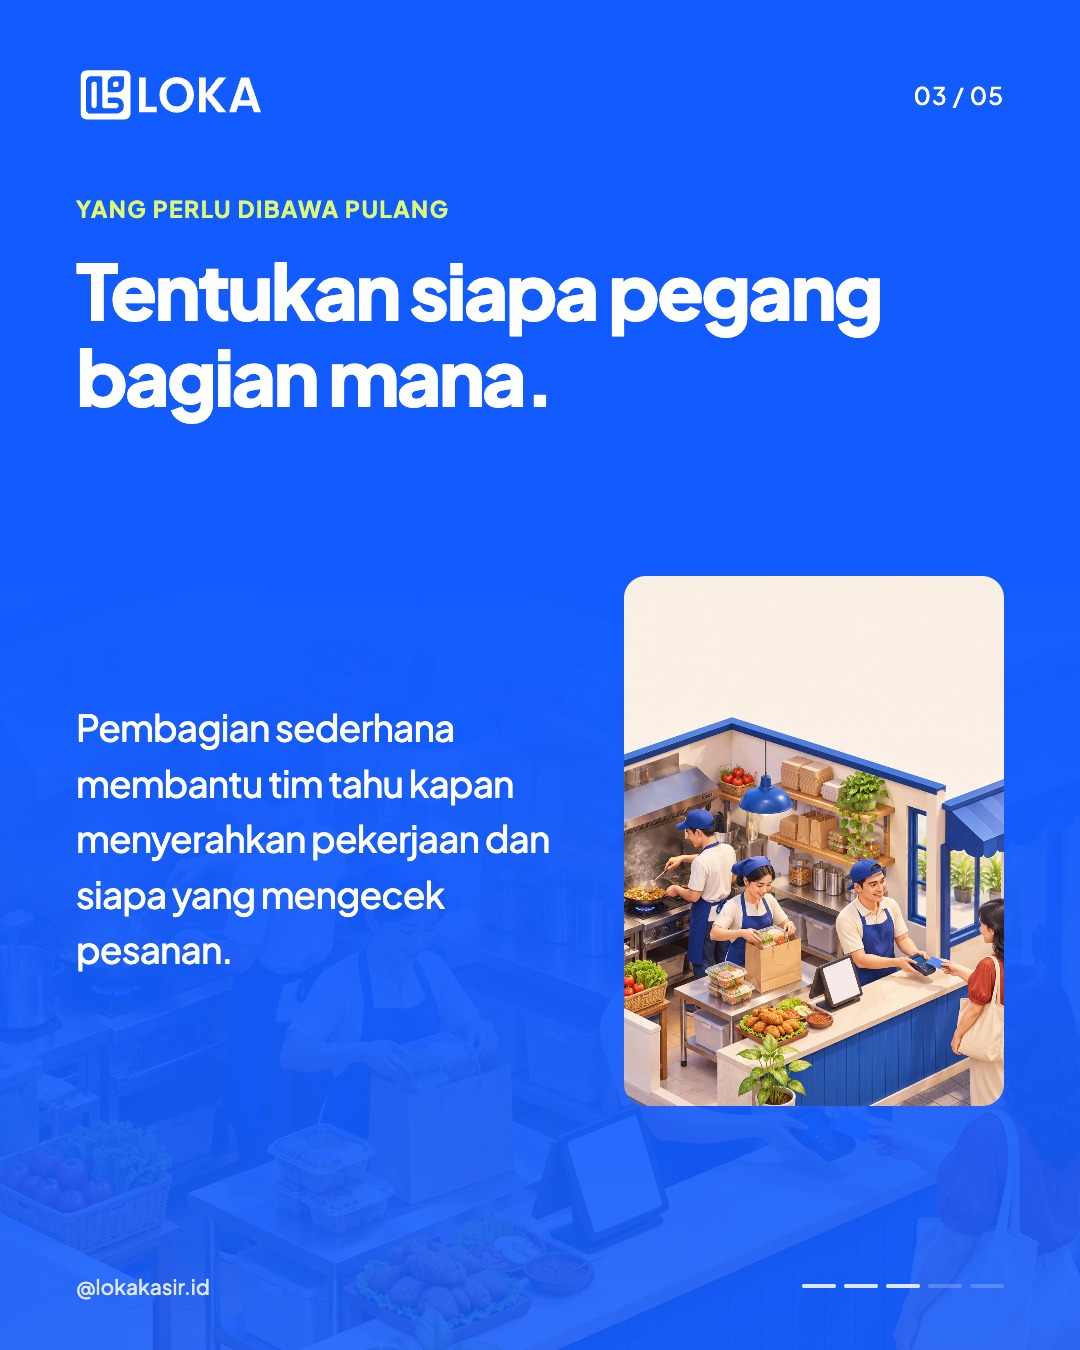 LOKA
03 / 05
YANG PERLU DIBAWA PULANG
Tentukan siapa pegang
bagian mana.
Pembagian sederhana
membantu tim tahu kapan
menyerahkan pekerjaan dan
siapa yang mengecek
pesanan.
@lokakasir.id